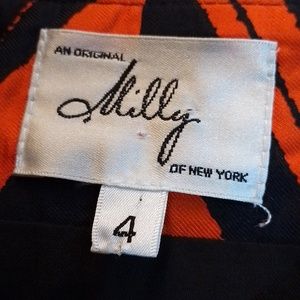 AN ORIGINAL
Milly
OF NEW YORK
4